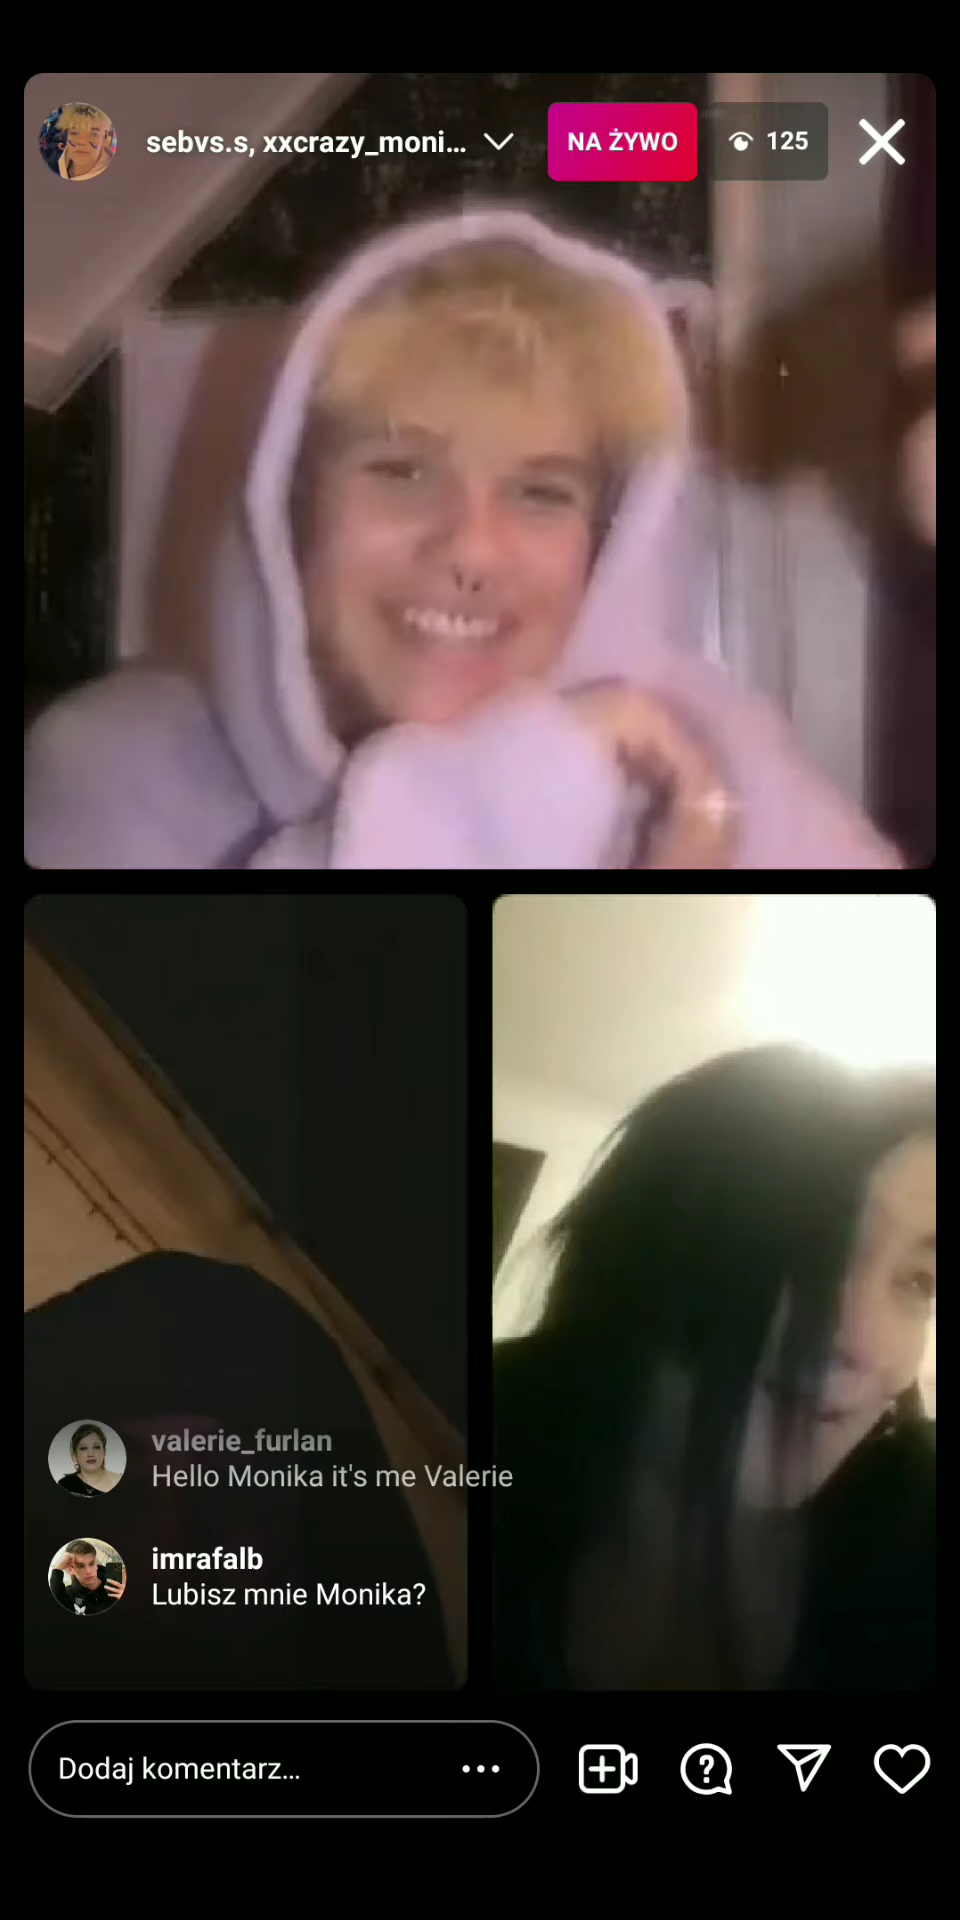 sebvs.s, xxcrazy_moni...
NA ŻYWO
125
valerie_furlan
Hello Monika it's me Valerie
imrafalb
Lubisz mnie Monika?
Dodaj komentarz...